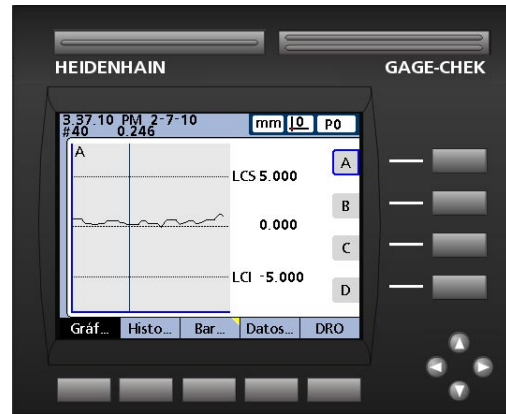 HEIDENHAIN GAGE-CHEK
3.37.10 PM 2-7-10
#40 0.246
mm 0 P0
A
LCS 5.000
0.000
LCI -5.000
A
B
C
D
Gráf... Histo... Bar... Datos... DRO